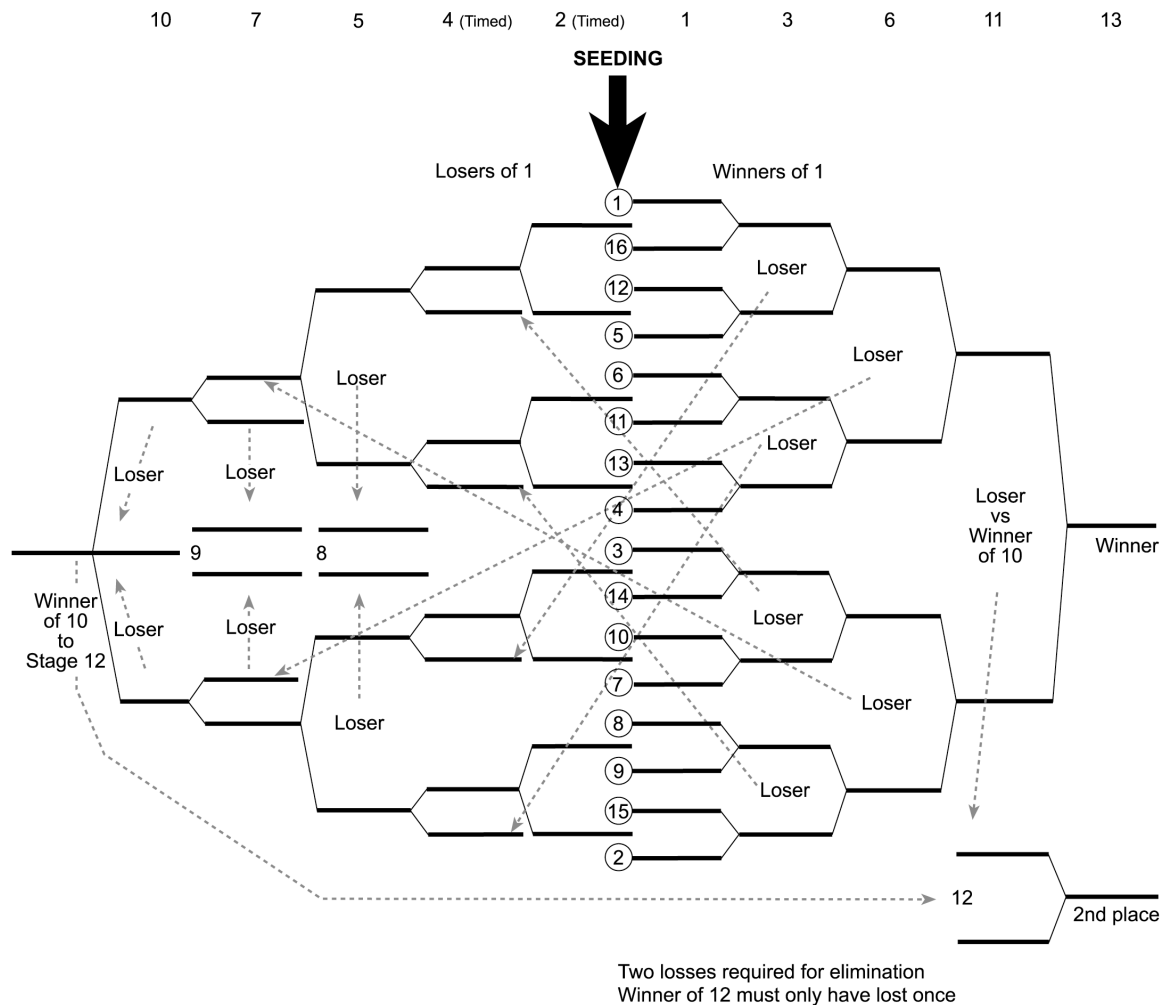 10 7 5 4 (Timed) 2 (Timed) 1 3 6 11 13
SEEDING
Losers of 1
Winners of 1
1
16
12
5
6
11
13
4
3
14
10
7
8
9
15
2
Loser
Loser
Loser
Loser
Loser
Loser
Loser
Loser
Loser
Loser
Loser
Loser
9
8
Loser
Winner
of 10
to
Stage 12
Loser
vs
Winner
of 10
Winner
12
2nd place
Two losses required for elimination
Winner of 12 must only have lost once